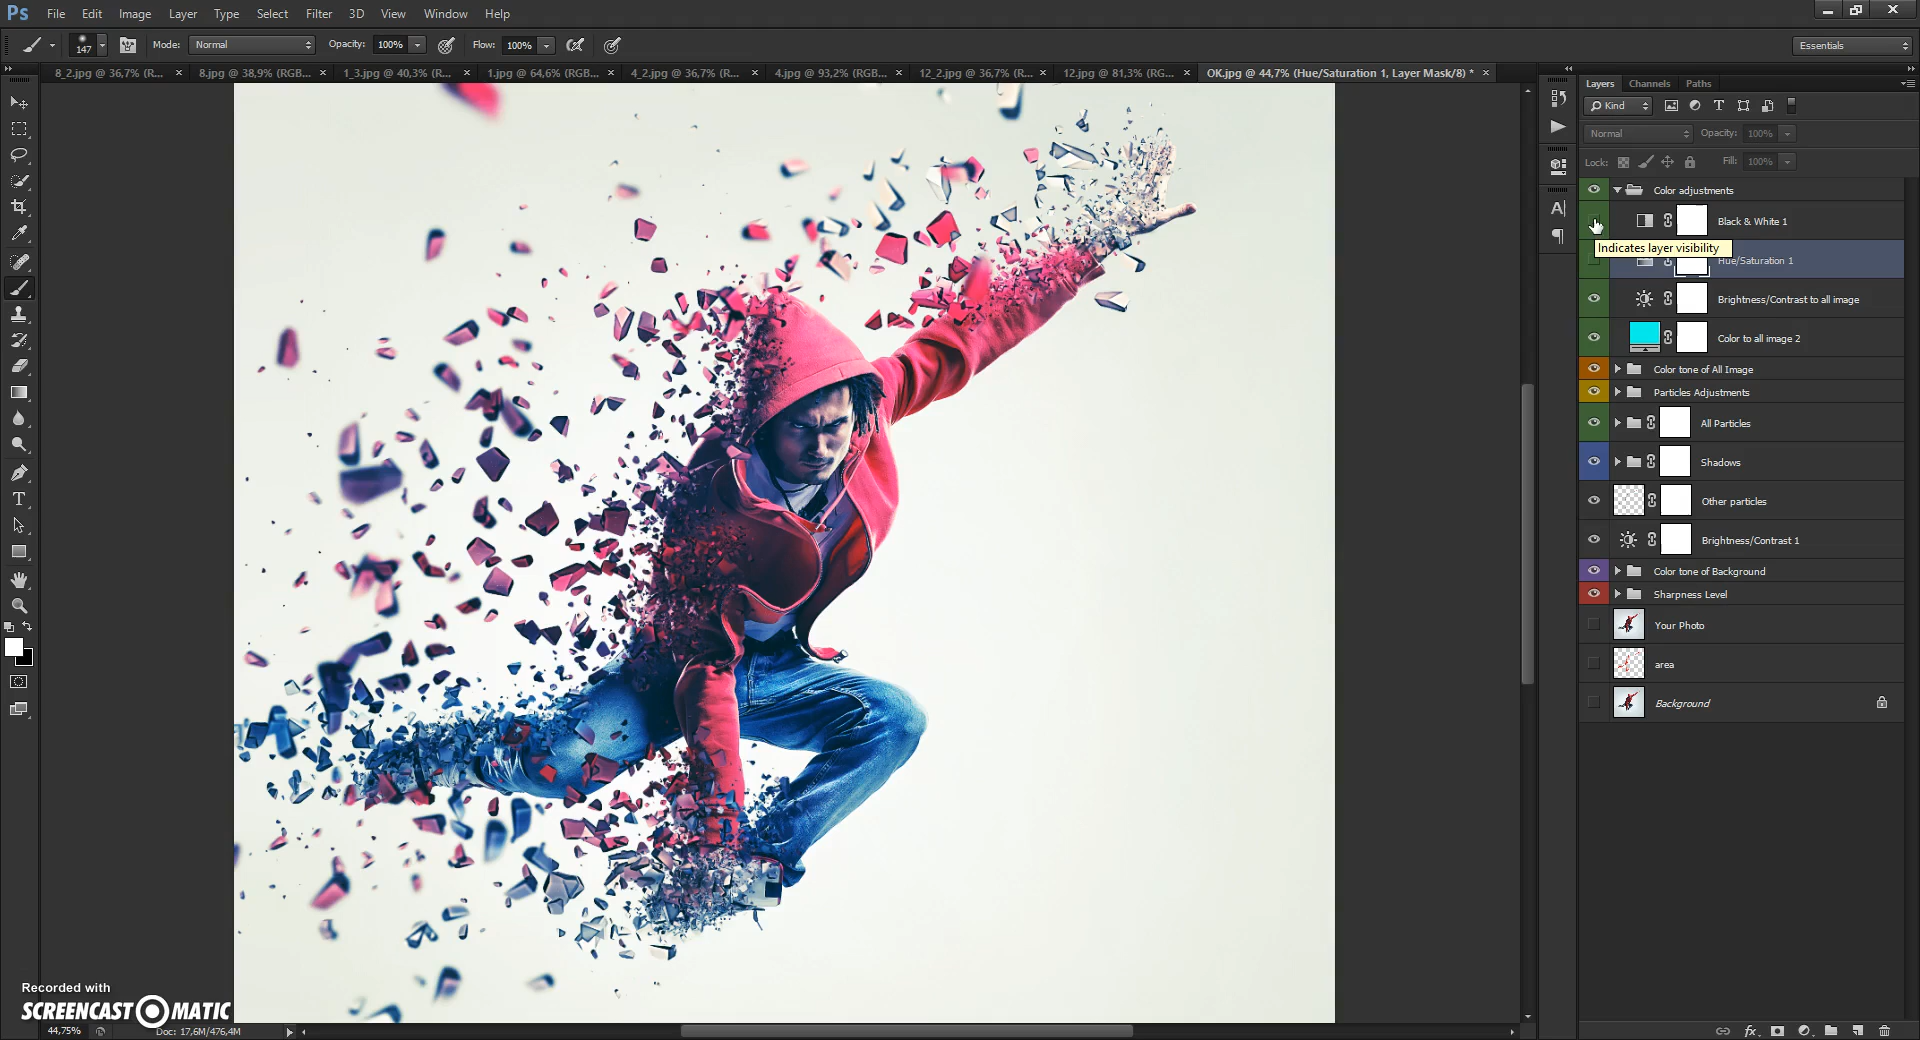 Ps File Edit Image Layer Type Select Filter 3D View Window Help
147 Mode: Normal Opacity: 100% Flow: 100% Essentials
8_2.jpg @ 36,7% (R... × 8.jpg @ 38,9% (RGB... × 1_3.jpg @ 40,3% (R... × 1.jpg @ 64,6% (RGB... × 4_2.jpg @ 36,7% (R... × 4.jpg @ 93,2% (RGB... × 12_2.jpg @ 36,7% (R... × 12.jpg @ 81,3% (RG... × OK.jpg @ 44,7% (Hue/Saturation 1, Layer Mask/8) * ×
Layers Channels Paths
Kind
Normal Opacity: 100%
Lock: Fill: 100%
Color adjustments
Black & White 1
Indicates layer visibility
Hue/Saturation 1
Brightness/Contrast to all image
Color to all image 2
Color tone of All Image
Particles Adjustments
All Particles
Shadows
Other particles
Brightness/Contrast 1
Color tone of Background
Sharpness Level
Your Photo
area
Background
Recorded with
SCREENCAST MATIC
44,75% Doc: 17,6M/476,4M